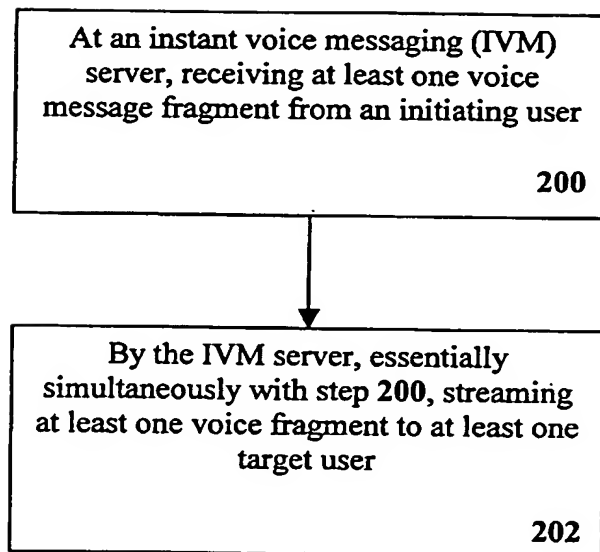 At an instant voice messaging (IVM)
server, receiving at least one voice
message fragment from an initiating user
200
By the IVM server, essentially
simultaneously with step 200, streaming
at least one voice fragment to at least one
target user
202